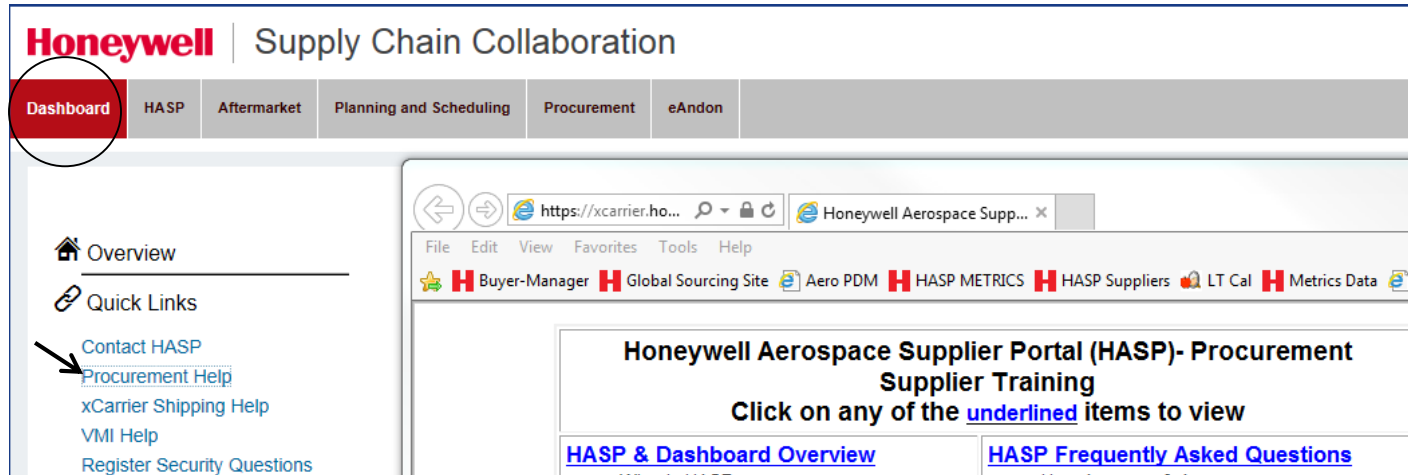 Honeywell Supply Chain Collaboration
Dashboard HASP Aftermarket Planning and Scheduling Procurement eAndon
https://xcarrier.ho... Honeywell Aerospace Supp...
File Edit View Favorites Tools Help
Buyer-Manager Global Sourcing Site Aero PDM HASP METRICS HASP Suppliers LT Cal Metrics Data
Overview
Quick Links
Contact HASP
Procurement Help
xCarrier Shipping Help
VMI Help
Register Security Questions
Honeywell Aerospace Supplier Portal (HASP)- Procurement
Supplier Training
Click on any of the underlined items to view
HASP & Dashboard Overview
HASP Frequently Asked Questions